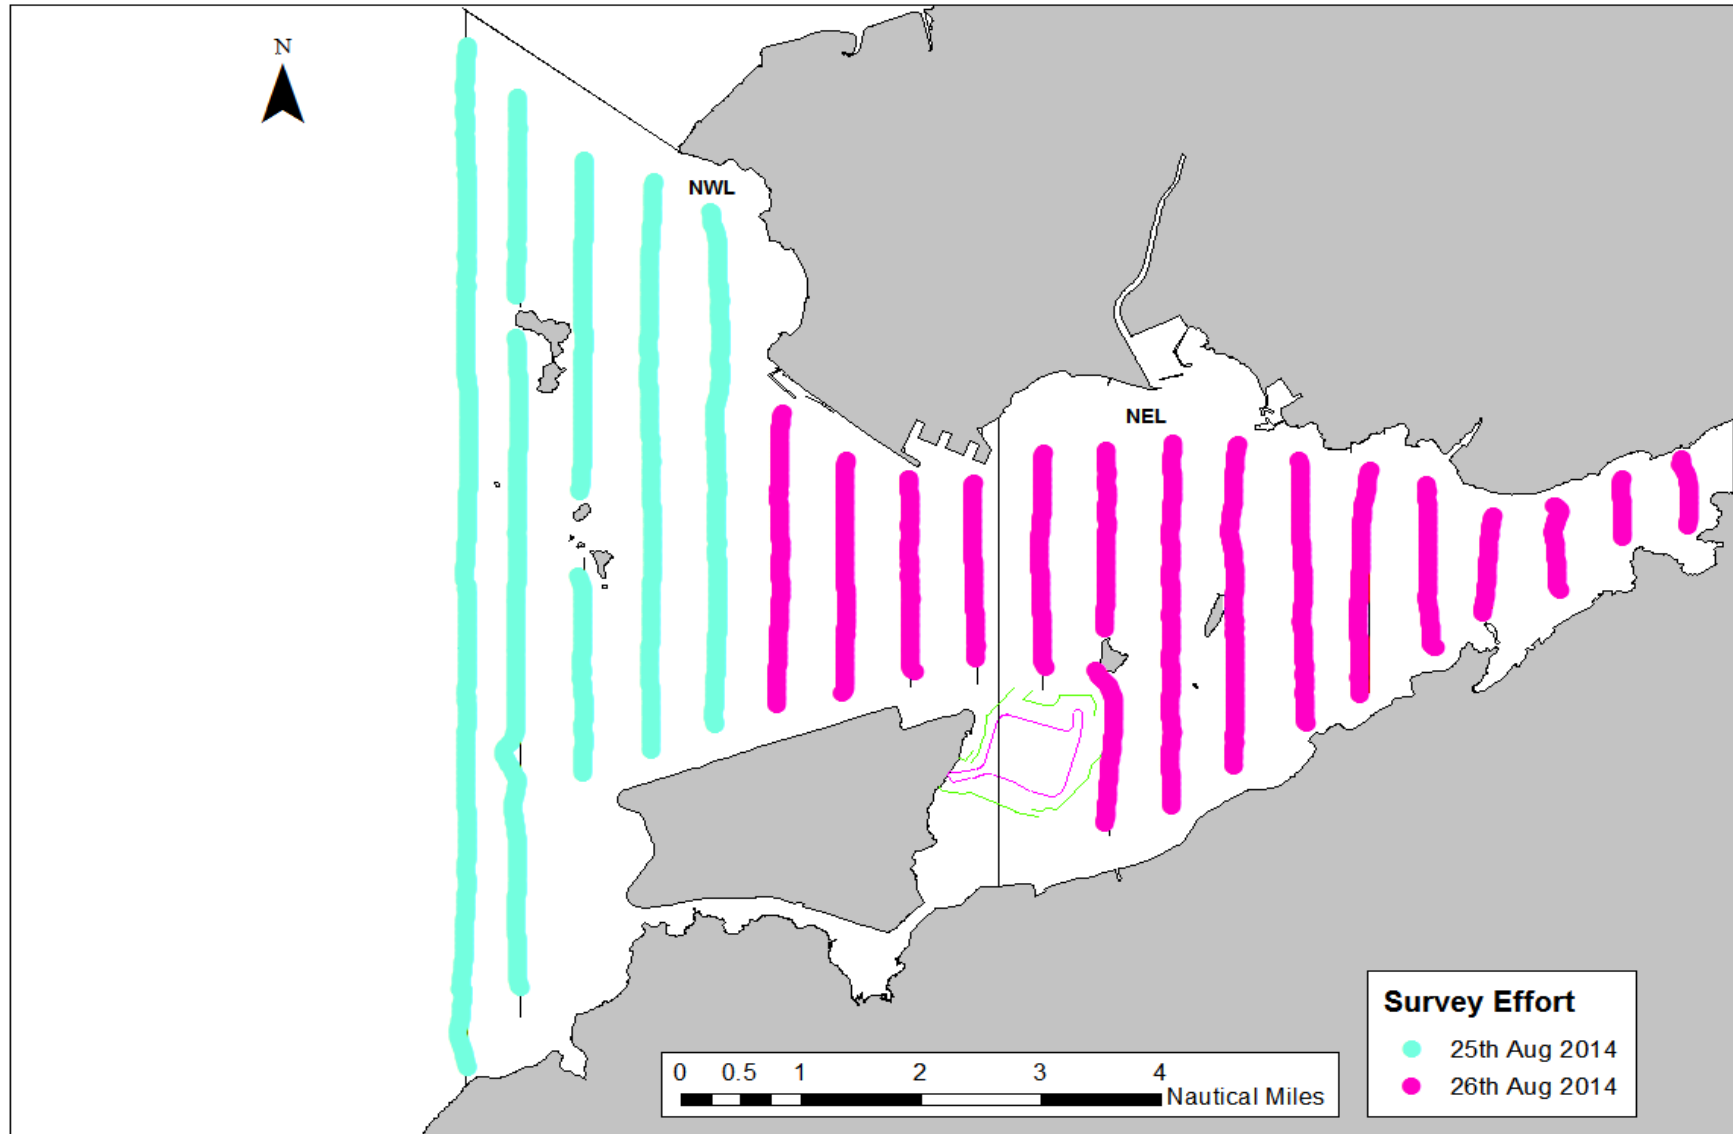 N
NWL
NEL
Survey Effort
25th Aug 2014
26th Aug 2014
0 0.5 1 2 3 4
Nautical Miles